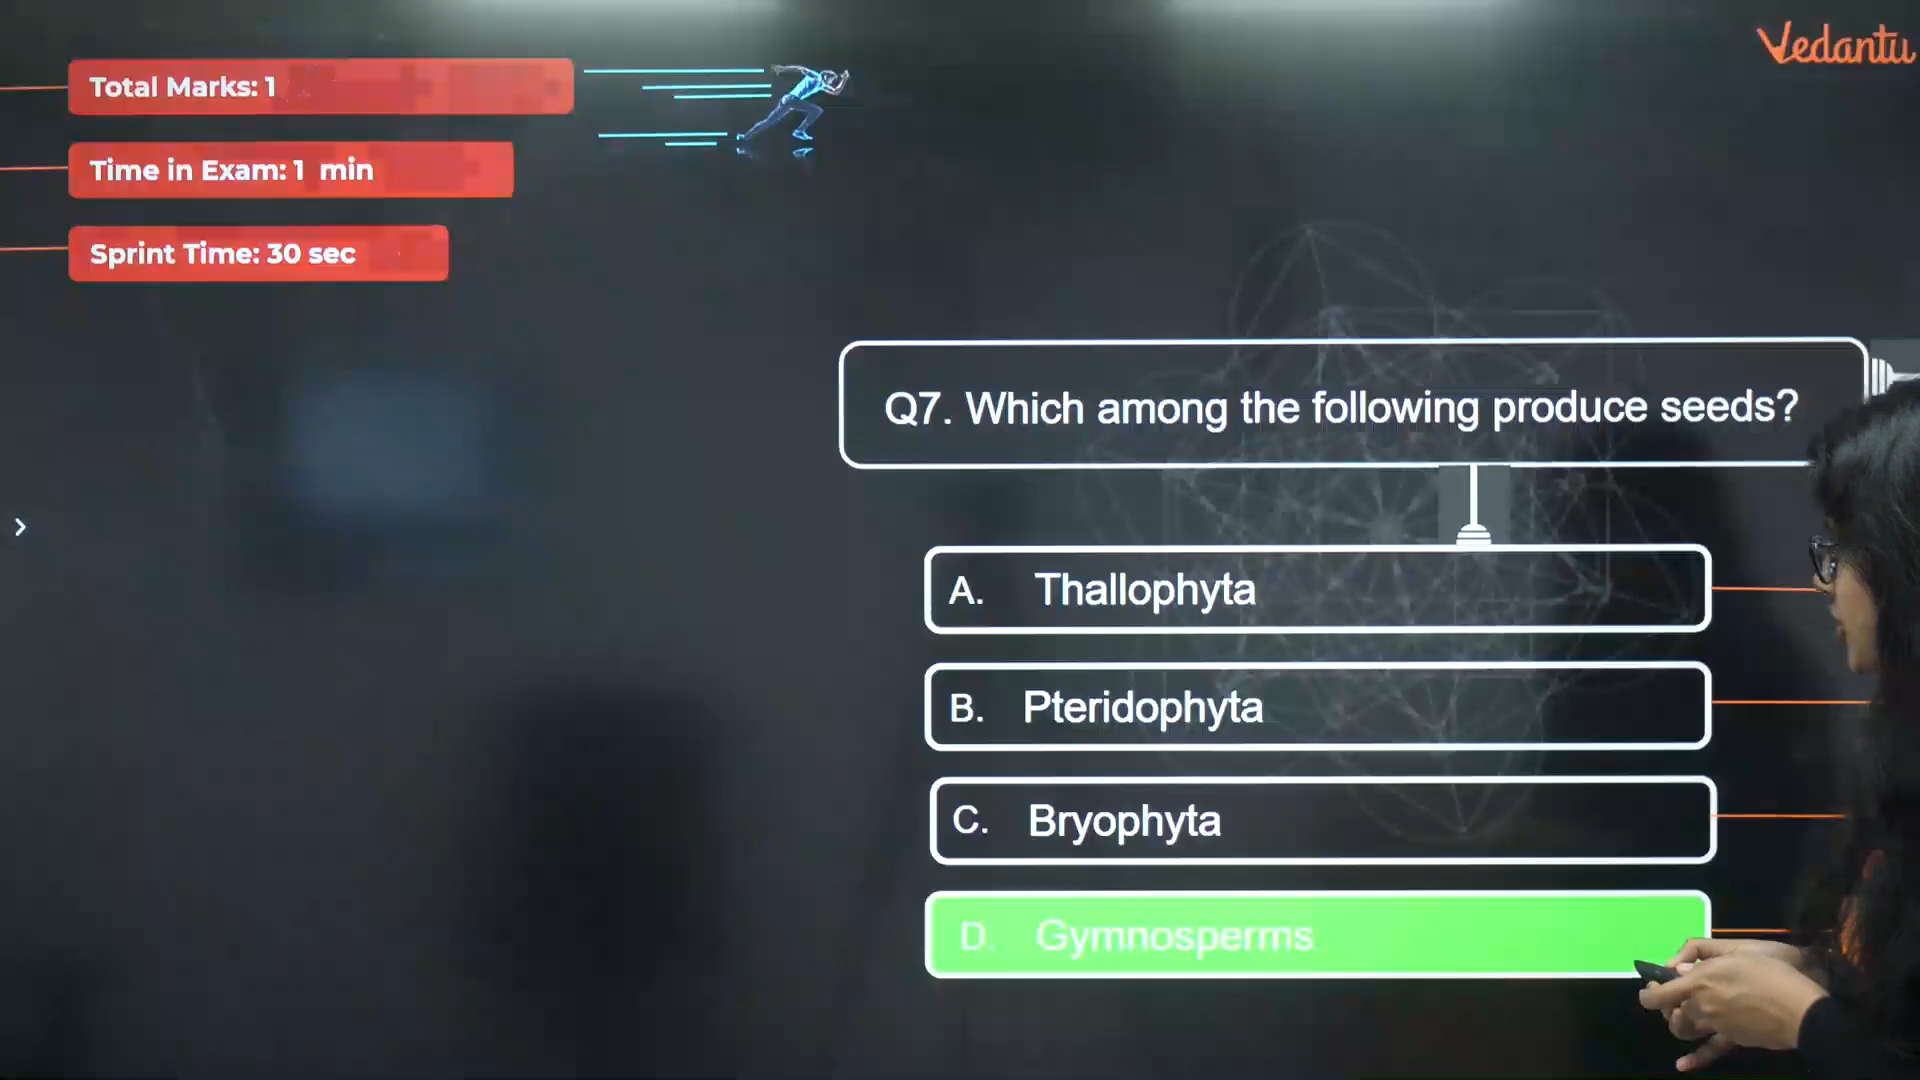 Vedantu
Total Marks: 1
Time in Exam: 1 min
Sprint Time: 30 sec
Q7. Which among the following produce seeds?
A. Thallophyta
B. Pteridophyta
C. Bryophyta
D. Gymnosperms